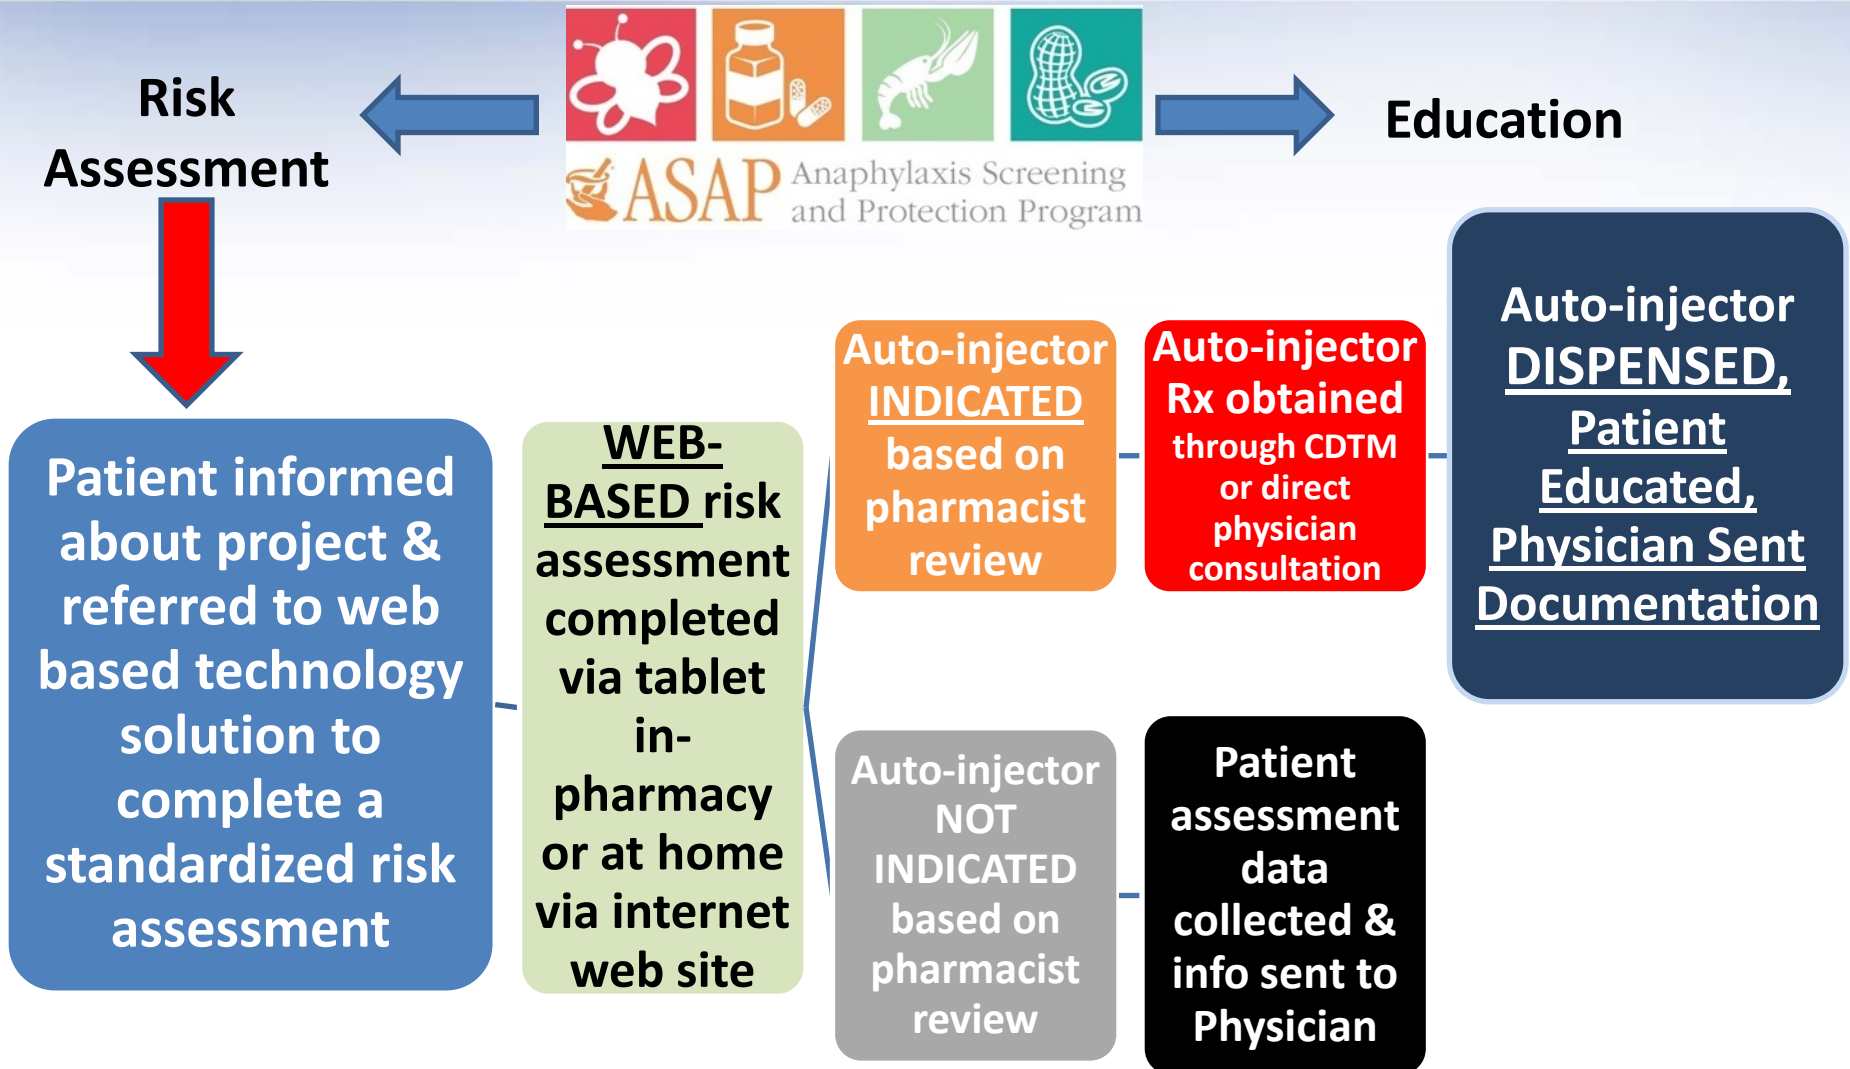 Risk
Assessment
ASAP Anaphylaxis Screening
and Protection Program
Education
Patient informed
about project &
referred to web
based technology
solution to
complete a
standardized risk
assessment
WEB-
BASED risk
assessment
completed
via tablet
in-
pharmacy
or at home
via internet
web site
Auto-injector
INDICATED
based on
pharmacist
review
Auto-injector
Rx obtained
through CDTM
or direct
physician
consultation
Auto-injector
DISPENSED,
Patient
Educated,
Physician Sent
Documentation
Auto-injector
NOT
INDICATED
based on
pharmacist
review
Patient
assessment
data
collected &
info sent to
Physician